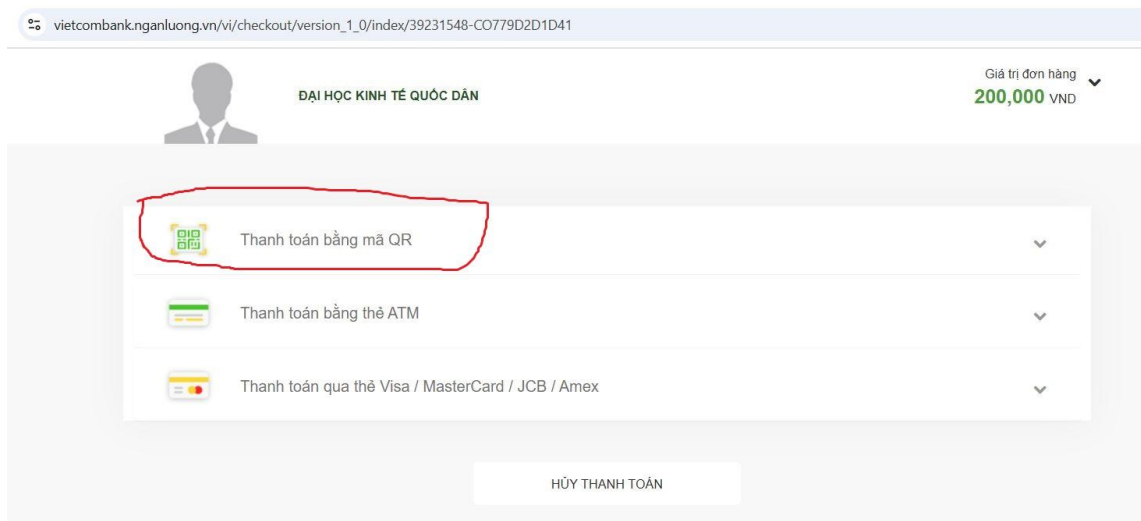 vietcombank.nganluong.vn/vi/checkout/version_1_0/index/39231548-CO779D2D1D41
ĐẠI HỌC KINH TẾ QUỐC DÂN
Giá trị đơn hàng
200,000 VND
Thanh toán bằng mã QR
Thanh toán bằng thẻ ATM
Thanh toán qua thẻ Visa / MasterCard / JCB / Amex
HỦY THANH TOÁN